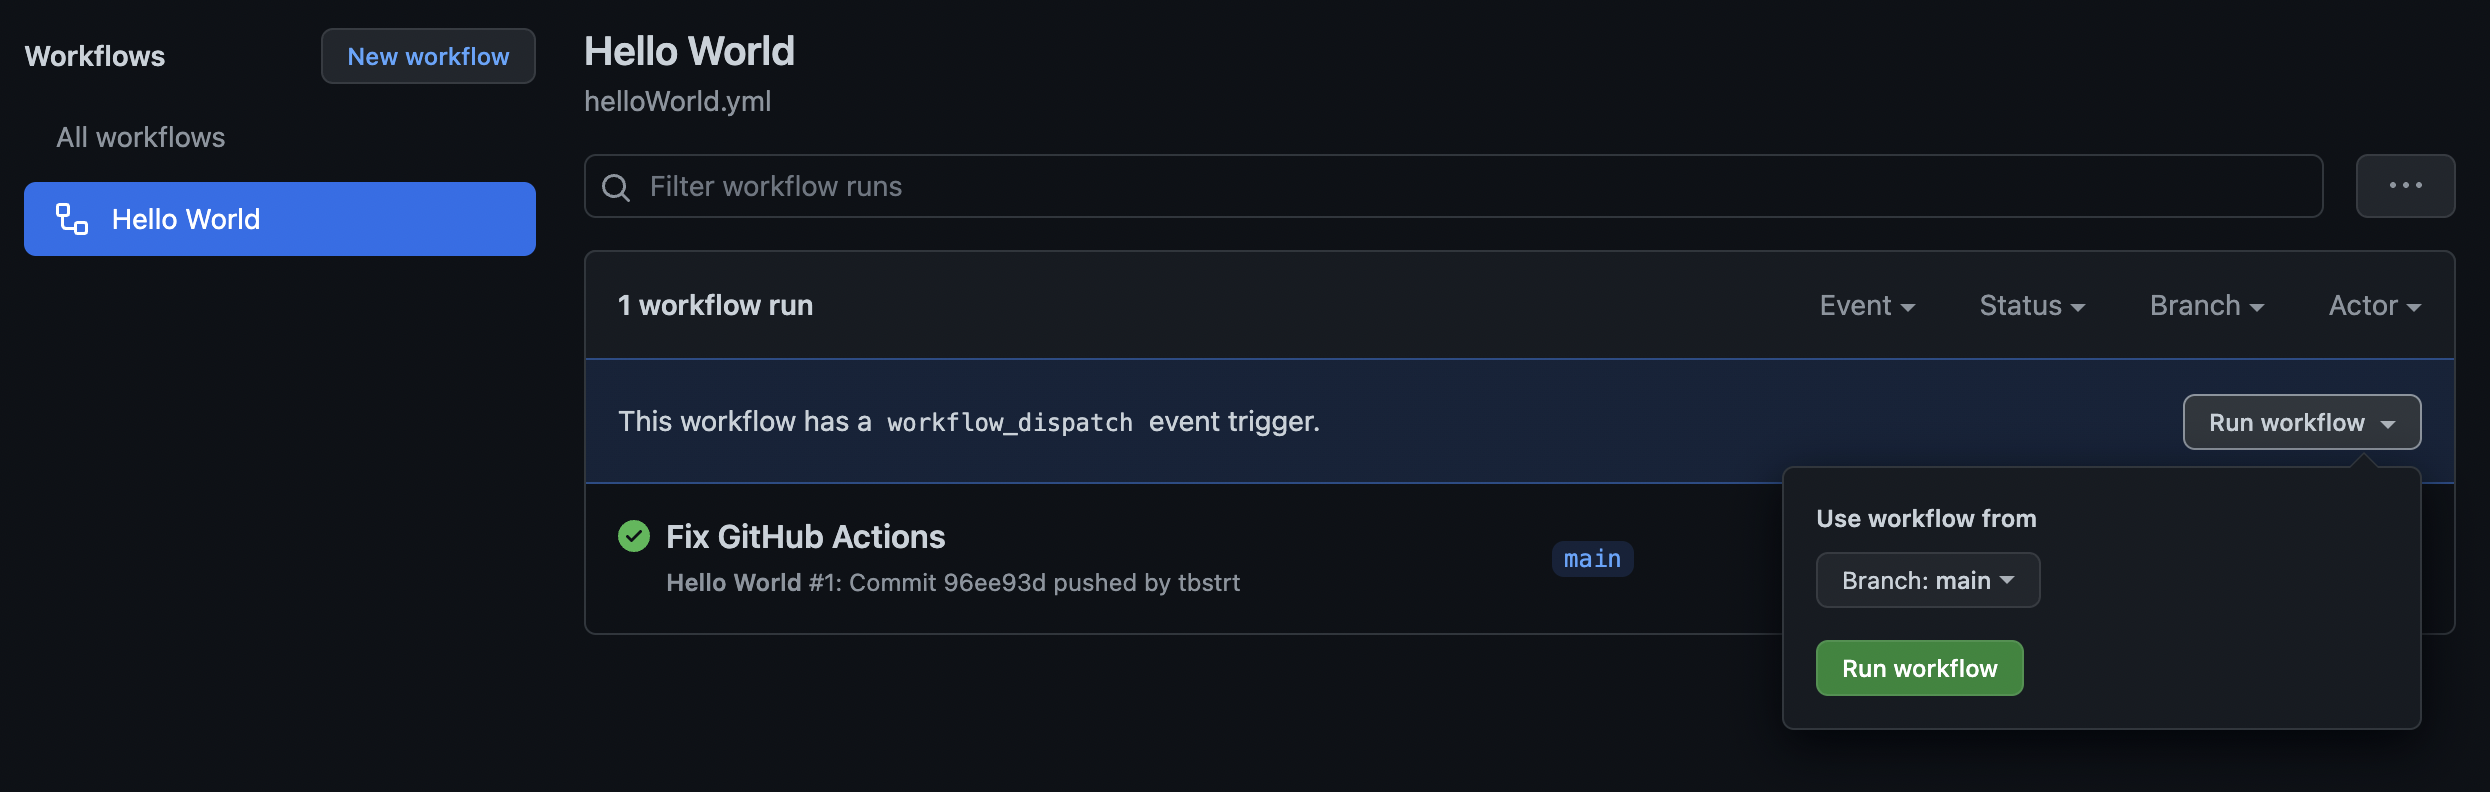 Workflows
New workflow
All workflows
Hello World
Hello World
helloWorld.yml
Filter workflow runs
1 workflow run
Event
Status
Branch
Actor
This workflow has a workflow_dispatch event trigger.
Run workflow
Fix GitHub Actions
Hello World #1: Commit 96ee93d pushed by tbstrt
main
Use workflow from
Branch: main
Run workflow